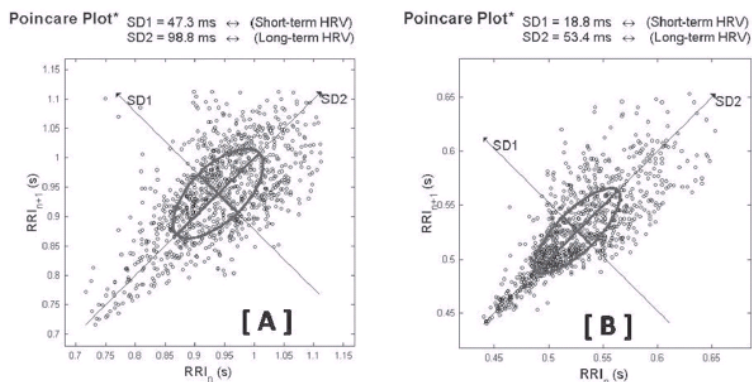 Poincare Plot*
SD1 = 47.3 ms ↔ (Short-term HRV)
SD2 = 98.8 ms ↔ (Long-term HRV)
1.15
1.1
1.05
1
0.95
0.9
0.85
0.8
0.75
0.7
RRIn+1 (s)
SD1
SD2
[ A ]
0.7 0.75 0.8 0.85 0.9 0.95 1 1.05 1.1 1.15
RRIn (s)
Poincare Plot*
SD1 = 18.8 ms ↔ (Short-term HRV)
SD2 = 53.4 ms ↔ (Long-term HRV)
0.65
0.6
0.55
0.5
0.45
RRIn+1 (s)
SD1
SD2
[ B ]
0.45 0.5 0.55 0.6 0.65
RRIn (s)